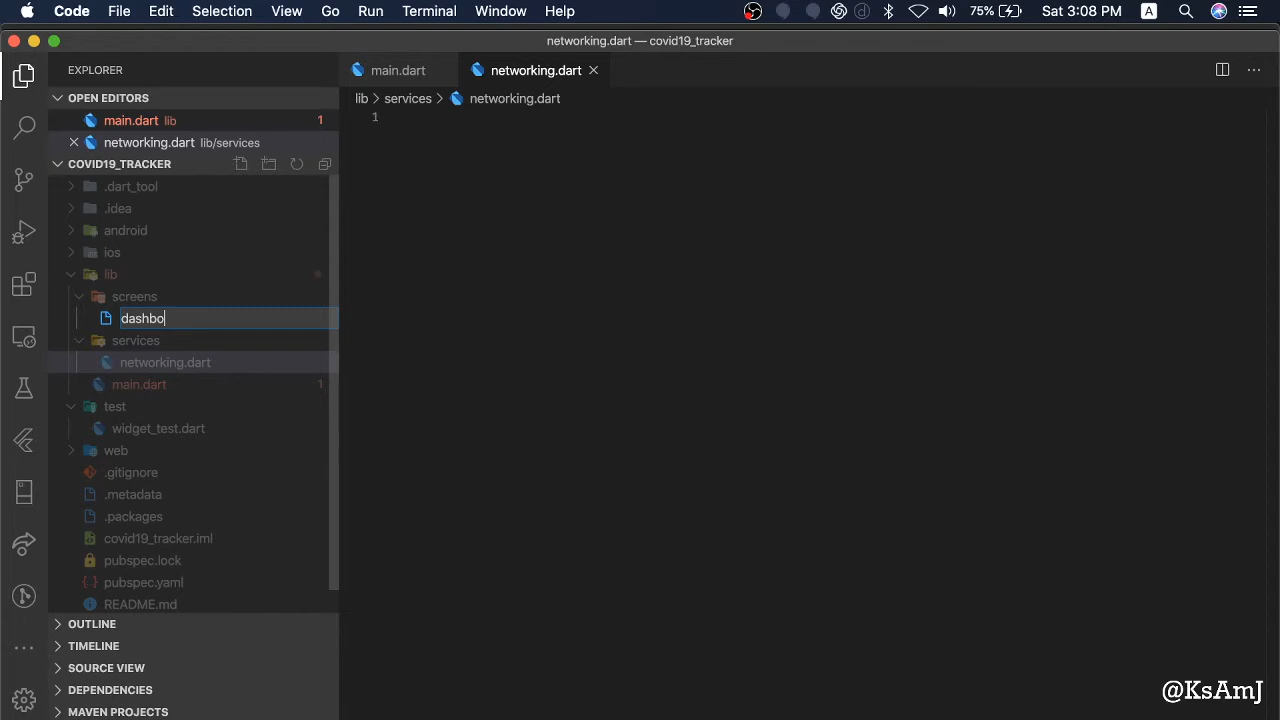 Code File Edit Selection View Go Run Terminal Window Help 75% Sat 3:08 PM A
networking.dart — covid19_tracker
EXPLORER
main.dart
networking.dart
OPEN EDITORS
lib
services
networking.dart
main.dart lib 1
1
networking.dart lib/services
COVID19_TRACKER
.dart_tool
.idea
android
ios
lib
screens
dashbo
services
networking.dart
main.dart 1
test
widget_test.dart
web
.gitignore
.metadata
.packages
covid19_tracker.iml
pubspec.lock
pubspec.yaml
README.md
OUTLINE
TIMELINE
SOURCE VIEW
DEPENDENCIES
MAVEN PROJECTS
@KsAmJ